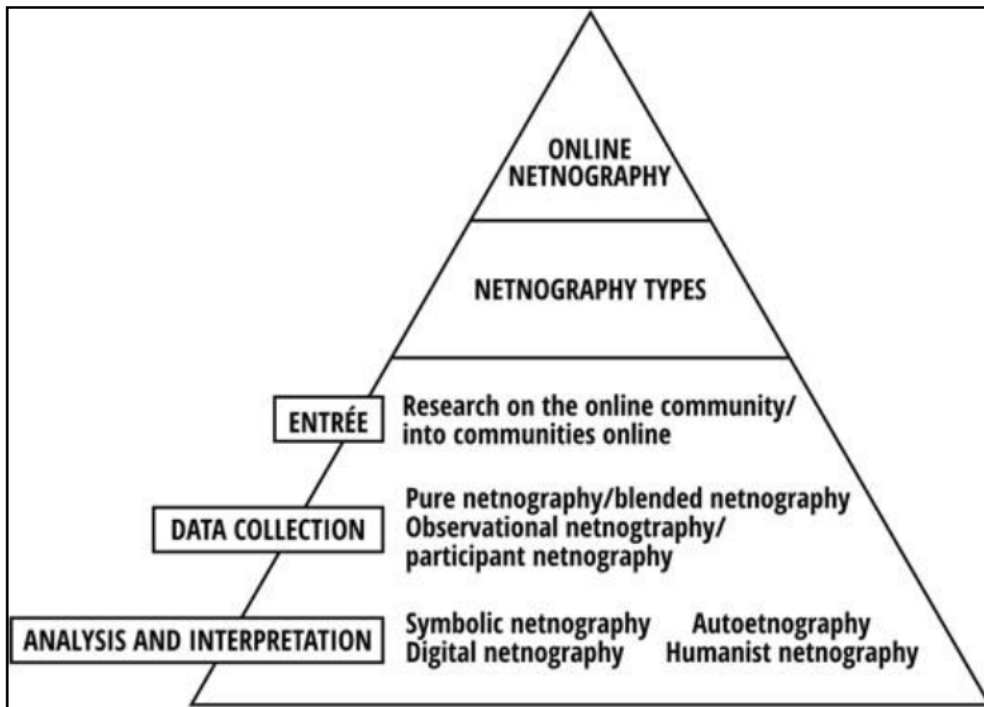 ONLINE
NETNOGRAPHY
NETNOGRAPHY TYPES
ENTRÉE
Research on the online community/
into communities online
DATA COLLECTION
Pure netnography/blended netnography
Observational netnogtraphy/
participant netnography
ANALYSIS AND INTERPRETATION
Symbolic netnography Autoetnography
Digital netnography Humanist netnography